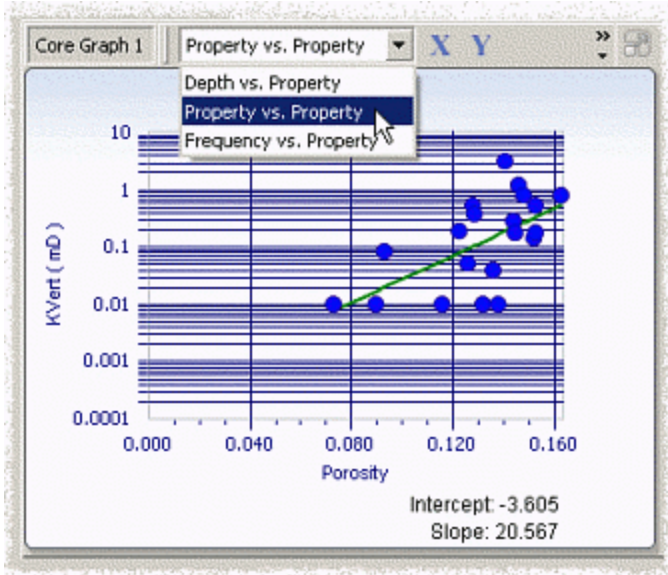 Core Graph 1
Property vs. Property
X Y
»
Depth vs. Property
Property vs. Property
Frequency vs. Property
10
1
0.1
0.01
0.001
0.0001
KVert ( mD )
0.000 0.040 0.080 0.120 0.160
Porosity
Intercept: -3.605
Slope: 20.567